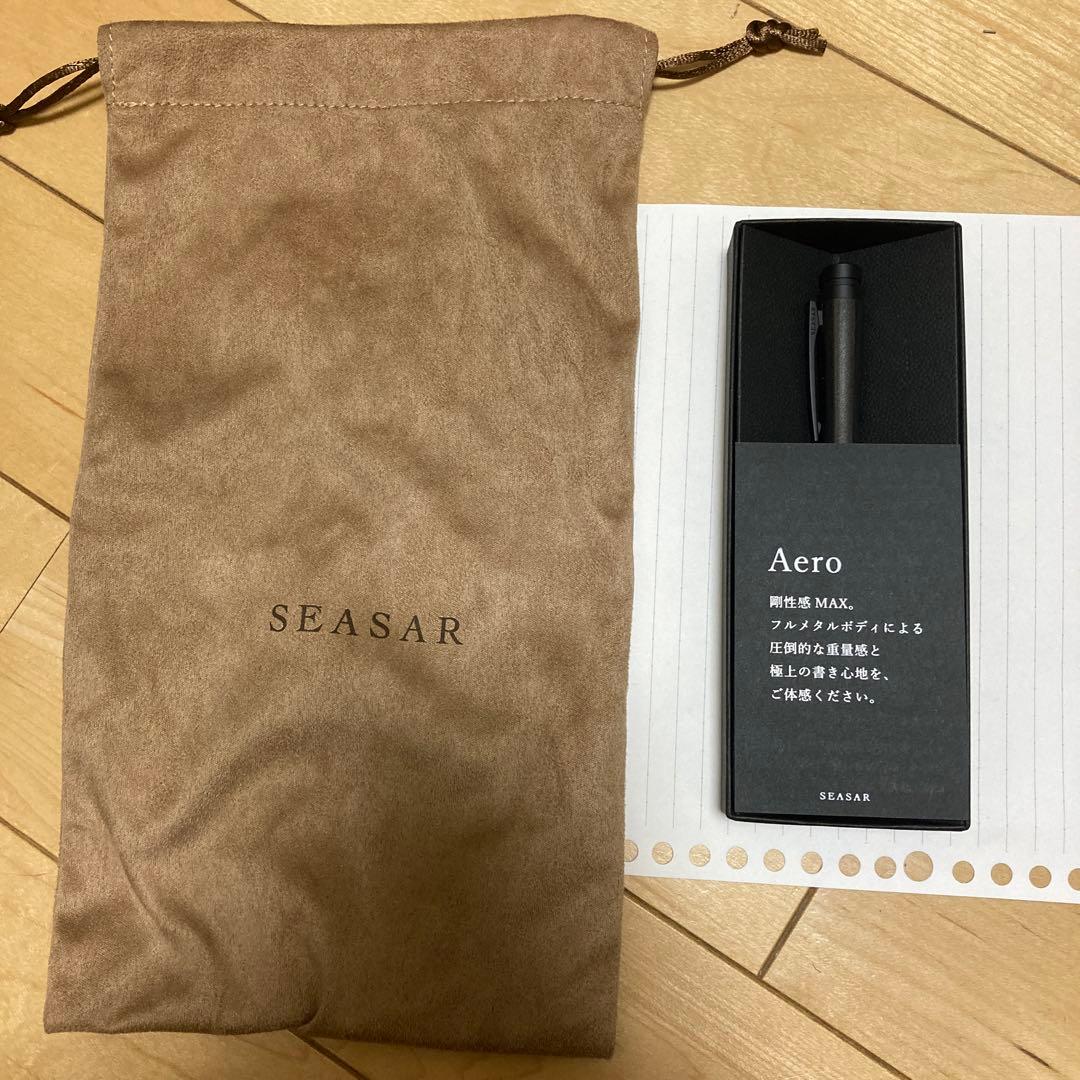 SEASAR
Aero
剛性感 MAX。
フルメタルボディによる
圧倒的な重量感と
極上の書き心地を、
ご体感ください。
SEASAR